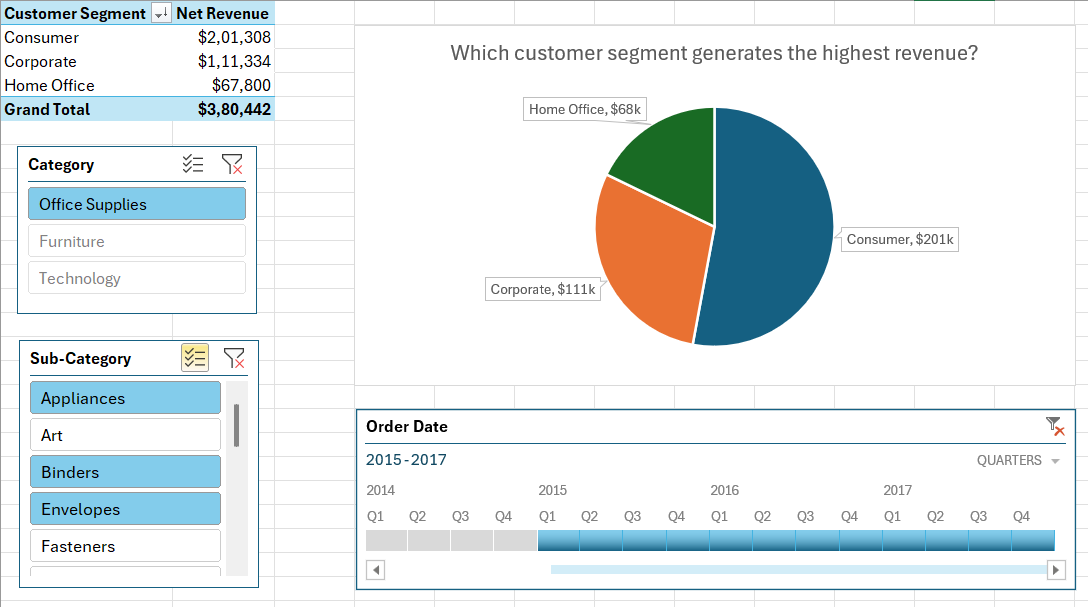 Customer Segment Net Revenue
Consumer $2,01,308
Corporate $1,11,334
Home Office $67,800
Grand Total $3,80,442
Which customer segment generates the highest revenue?
Home Office, $68k
Consumer, $201k
Corporate, $111k
Category
Office Supplies
Furniture
Technology
Sub-Category
Appliances
Art
Binders
Envelopes
Fasteners
Order Date
2015 - 2017
QUARTERS
2014 2015 2016 2017
Q1 Q2 Q3 Q4 Q1 Q2 Q3 Q4 Q1 Q2 Q3 Q4 Q1 Q2 Q3 Q4